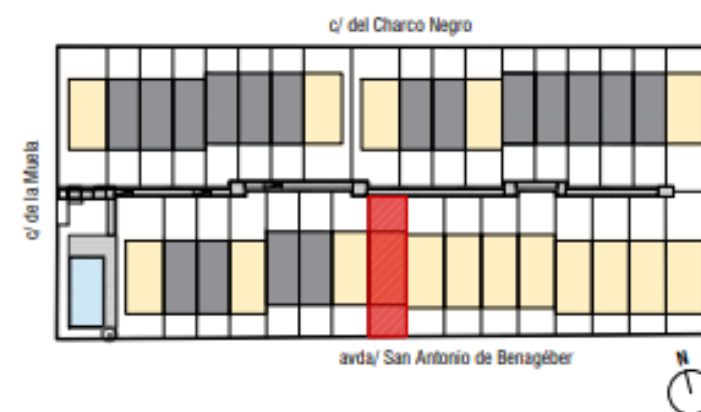 c/ del Charco Negro
c/ de la Muela
avda/ San Antonio de Benagéber
N